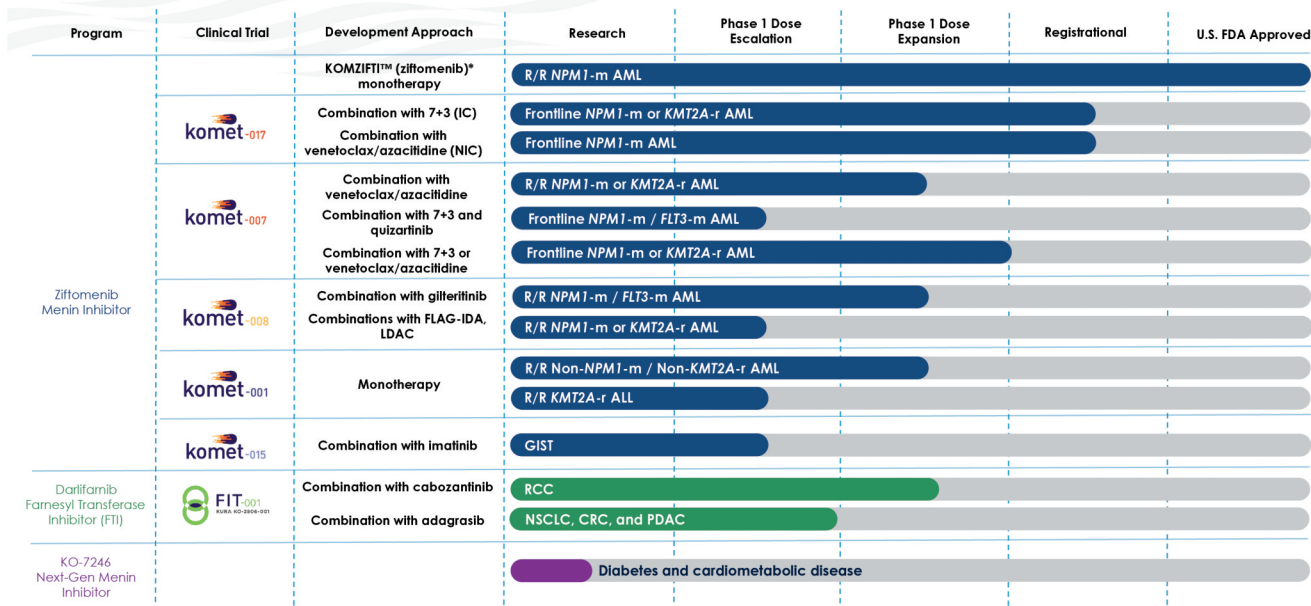 Program
Clinical Trial
Development Approach
Research
Phase 1 Dose
Escalation
Phase 1 Dose
Expansion
Registrational
U.S. FDA Approved
Ziftomenib
Menin Inhibitor
KOMZIFTI™ (ziftomenib)*
monotherapy
R/R NPM1-m AML
komet-017
Combination with 7+3 (IC)
Frontline NPM1-m or KMT2A-r AML
Combination with
venetoclax/azacitidine (NIC)
Frontline NPM1-m AML
komet-007
Combination with
venetoclax/azacitidine
R/R NPM1-m or KMT2A-r AML
Combination with 7+3 and
quizartinib
Frontline NPM1-m / FLT3-m AML
Combination with 7+3 or
venetoclax/azacitidine
Frontline NPM1-m or KMT2A-r AML
komet-008
Combination with gilteritinib
R/R NPM1-m / FLT3-m AML
Combinations with FLAG-IDA,
LDAC
R/R NPM1-m or KMT2A-r AML
komet-001
Monotherapy
R/R Non-NPM1-m / Non-KMT2A-r AML
R/R KMT2A-r ALL
komet-015
Combination with imatinib
GIST
Darlifarnib
Farnesyl Transferase
Inhibitor (FTI)
FIT-001
KURA KO-2806-001
Combination with cabozantinib
RCC
Combination with adagrasib
NSCLC, CRC, and PDAC
KO-7246
Next-Gen Menin
Inhibitor
Diabetes and cardiometabolic disease